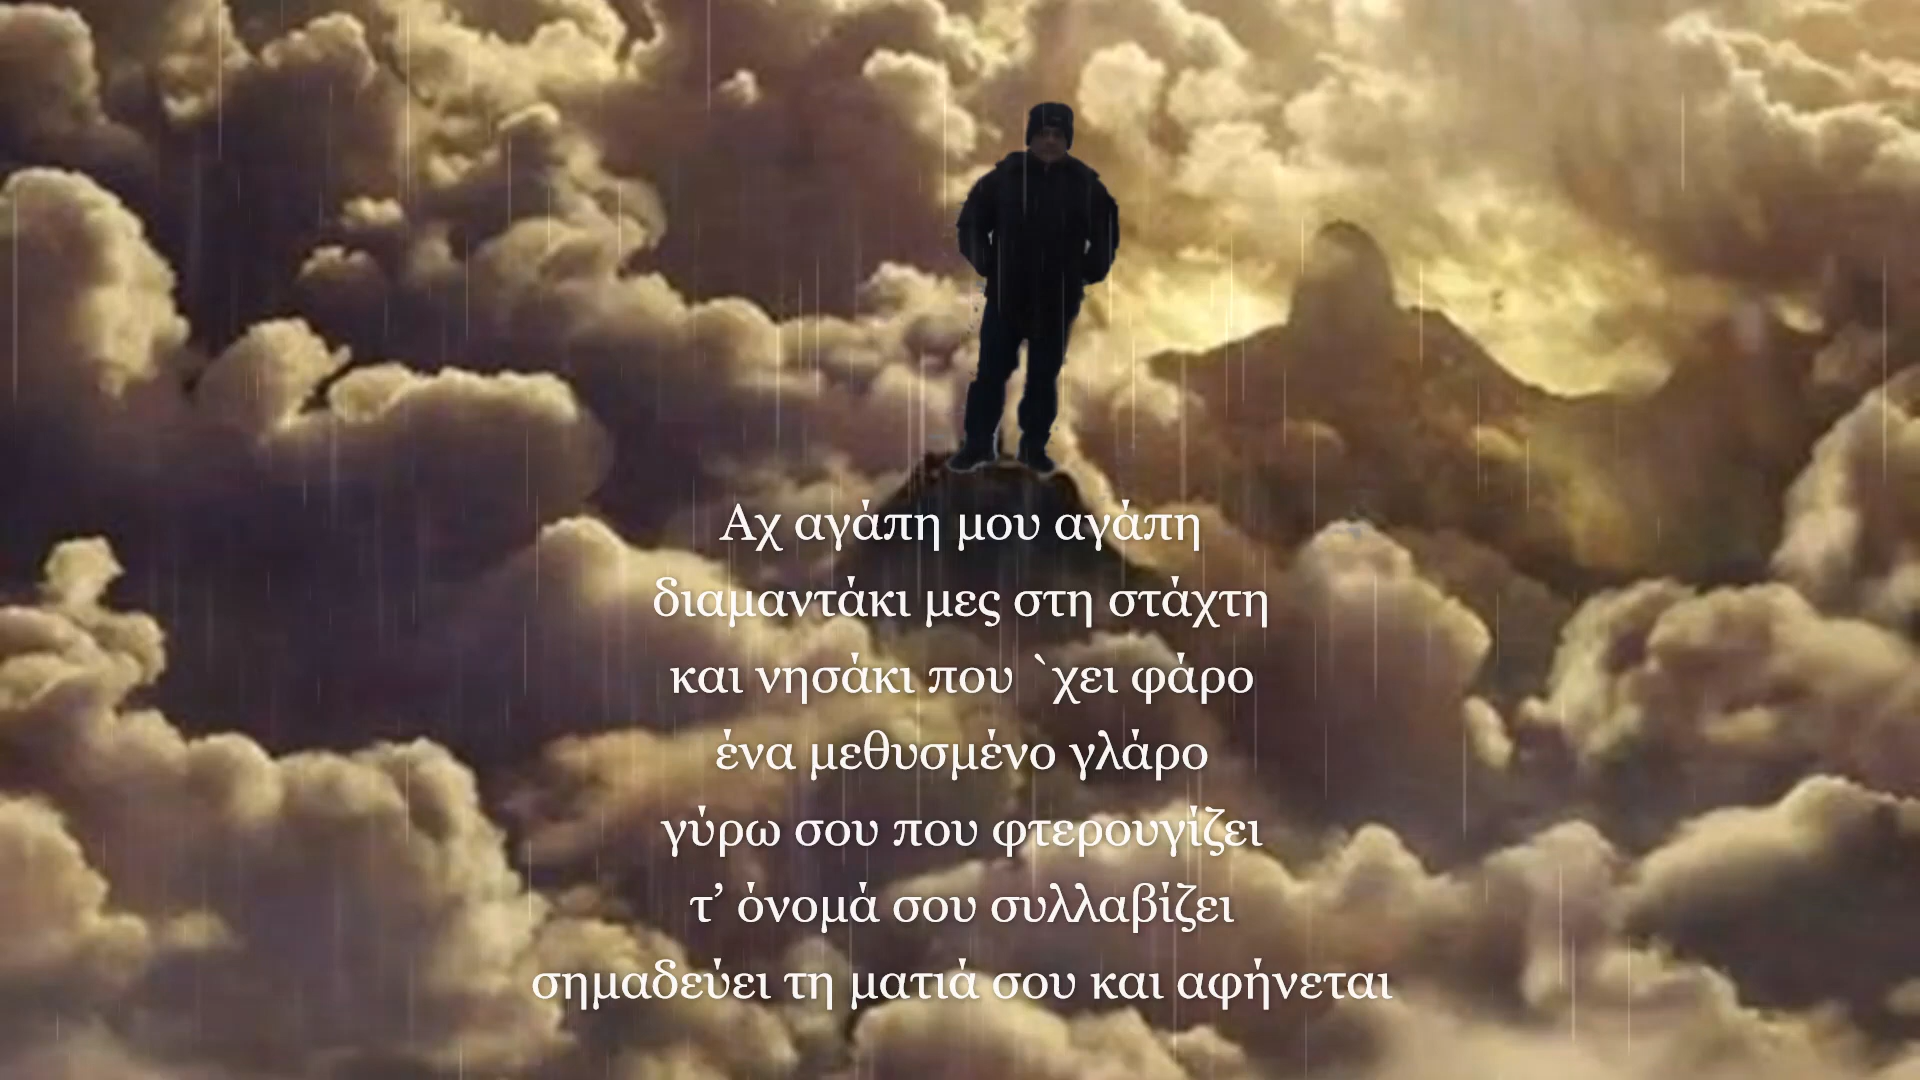 Αχ αγάπη μου αγάπη
διαμαντάκι μες στη στάχτη
και νησάκι που `χει φάρο
ένα μεθυσμένο γλάρο
γύρω σου που φτερουγίζει
τ’ όνομά σου συλλαβίζει
σημαδεύει τη ματιά σου και αφήνεται